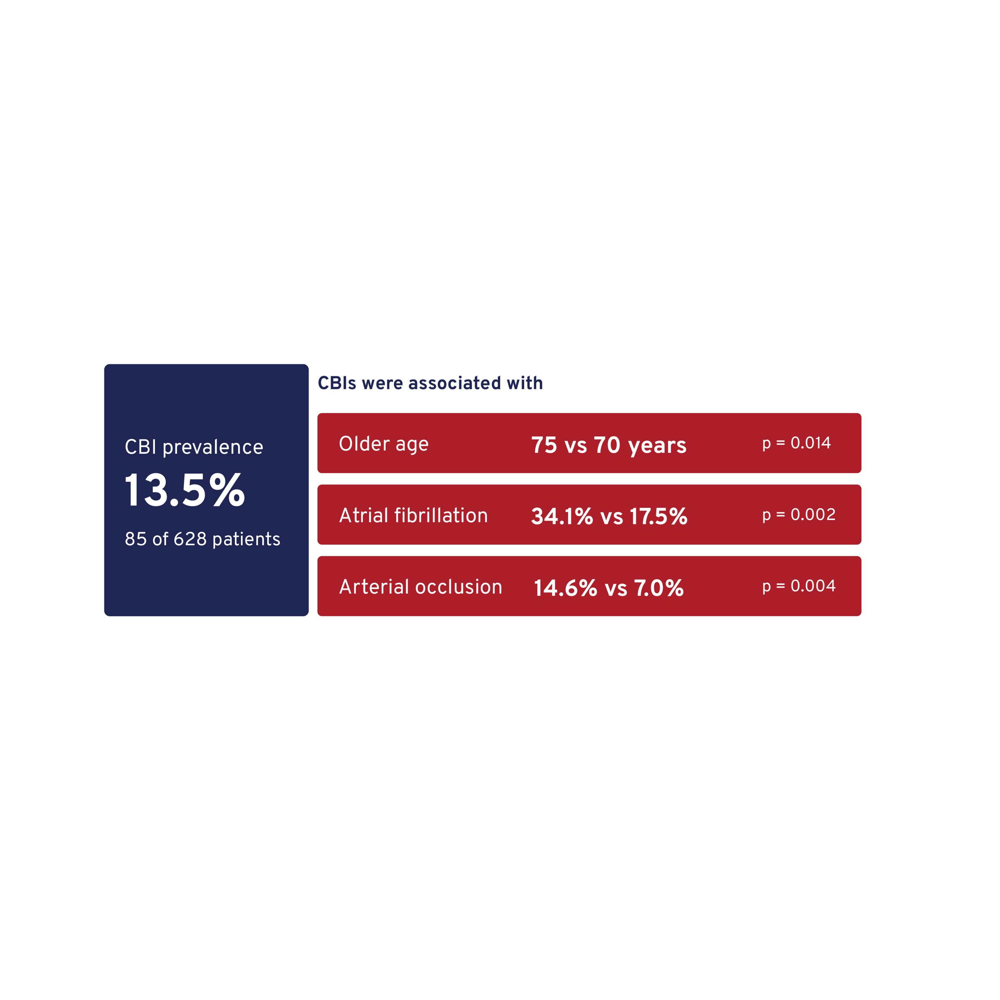 CBI prevalence
13.5%
85 of 628 patients
CBIs were associated with
Older age 75 vs 70 years p = 0.014
Atrial fibrillation 34.1% vs 17.5% p = 0.002
Arterial occlusion 14.6% vs 7.0% p = 0.004